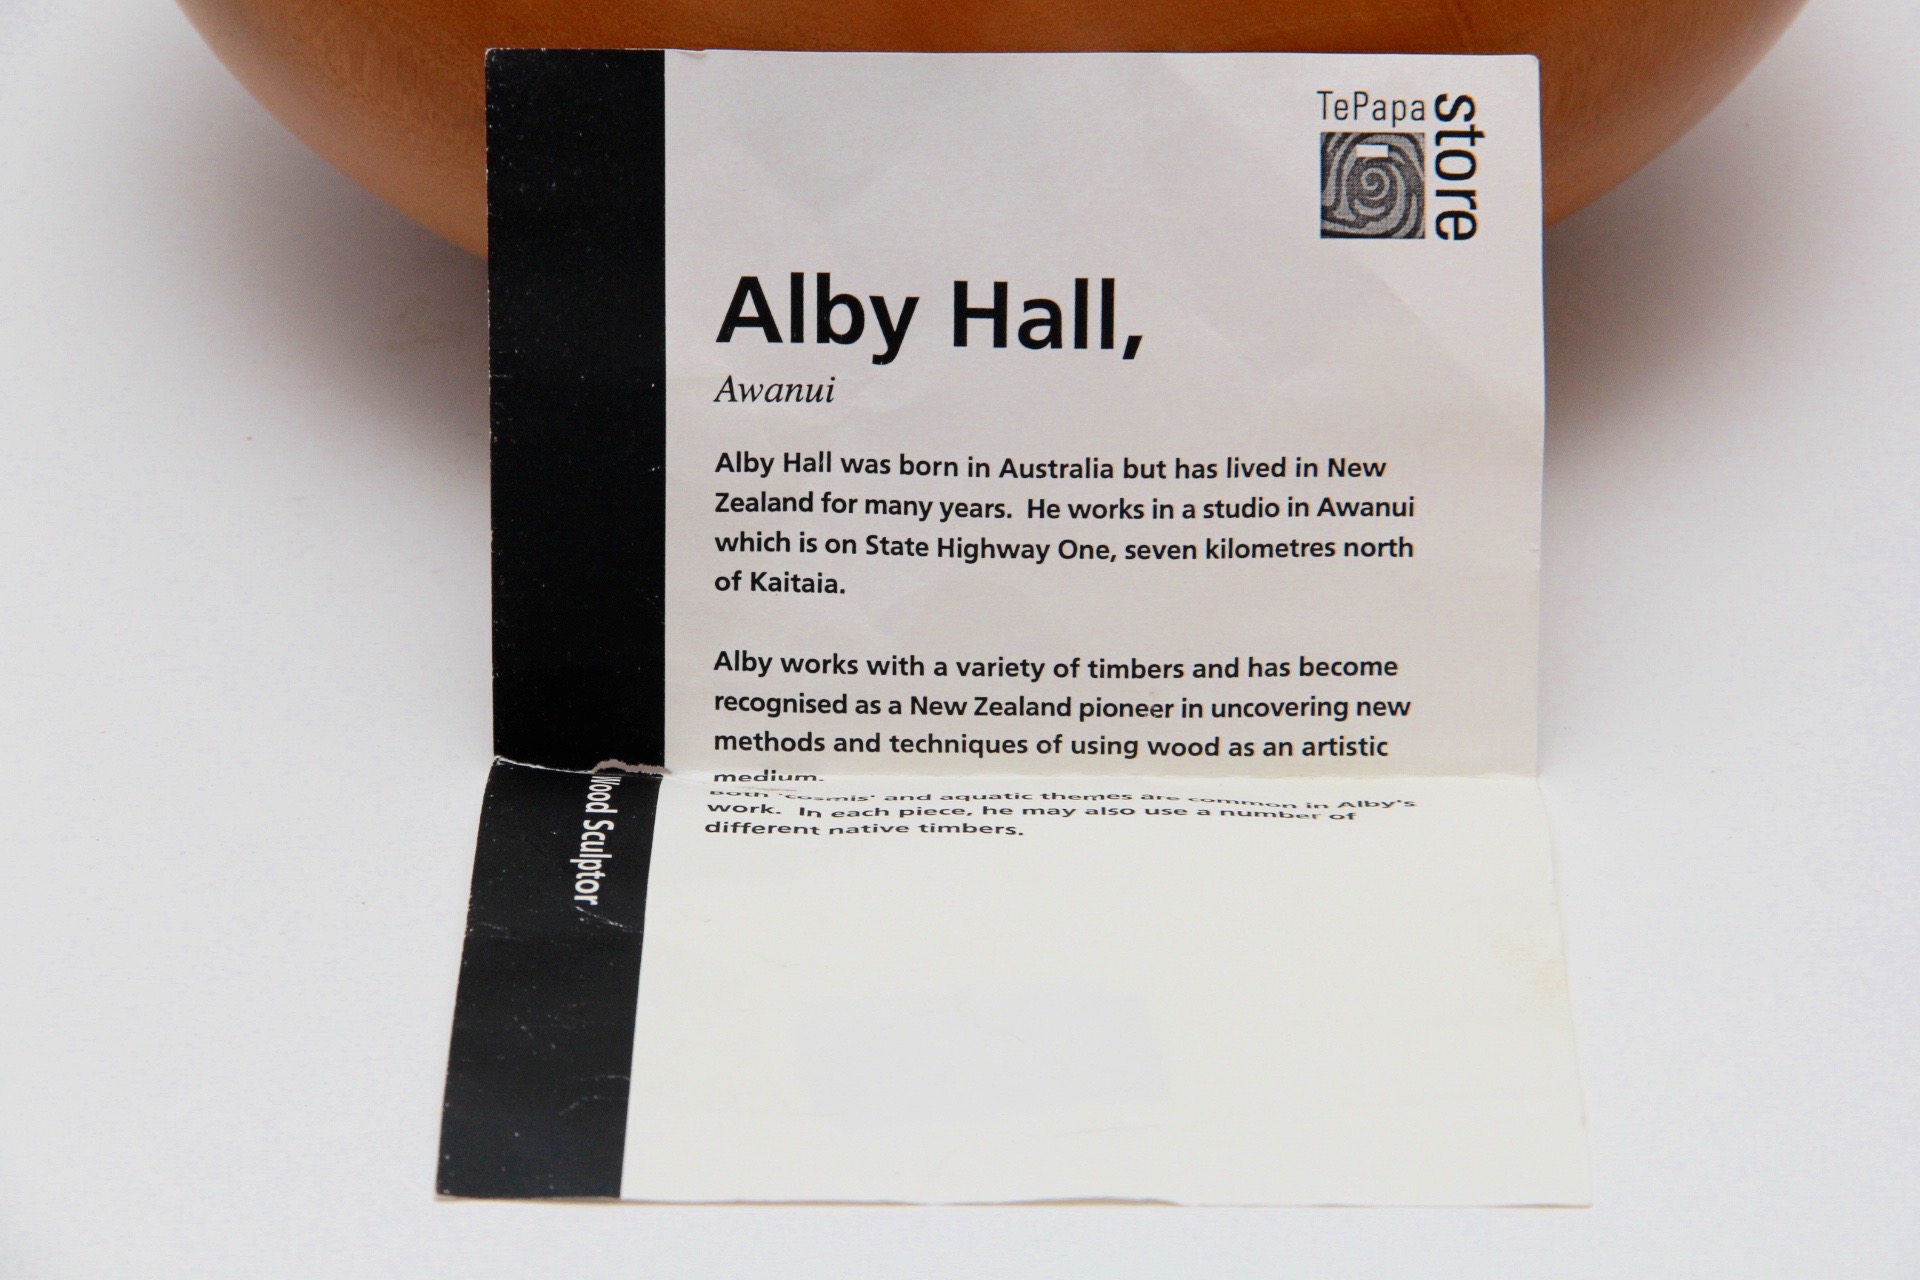 TePapa
store
Alby Hall,
Awanui
Alby Hall was born in Australia but has lived in New
Zealand for many years. He works in a studio in Awanui
which is on State Highway One, seven kilometres north
of Kaitaia.
Alby works with a variety of timbers and has become
recognised as a New Zealand pioneer in uncovering new
methods and techniques of using wood as an artistic
medium.
Both 'cosmis' and aquatic themes are common in Alby's
work. In each piece, he may also use a number of
different native timbers.
Wood Sculptor